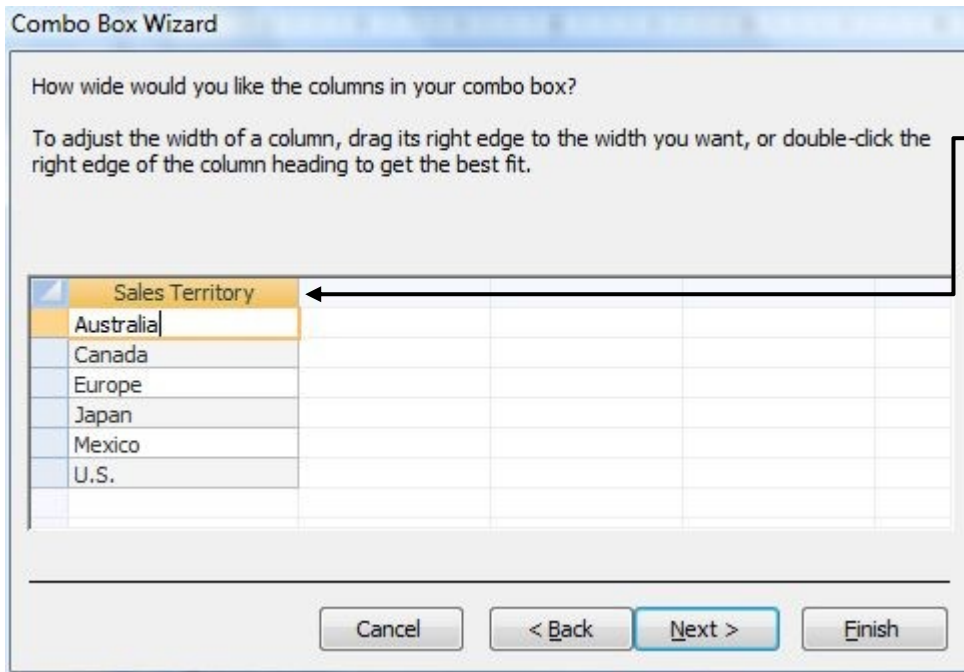 Combo Box Wizard
How wide would you like the columns in your combo box?
To adjust the width of a column, drag its right edge to the width you want, or double-click the
right edge of the column heading to get the best fit.
Sales Territory
Australia
Canada
Europe
Japan
Mexico
U.S.
Cancel
< Back
Next >
Finish